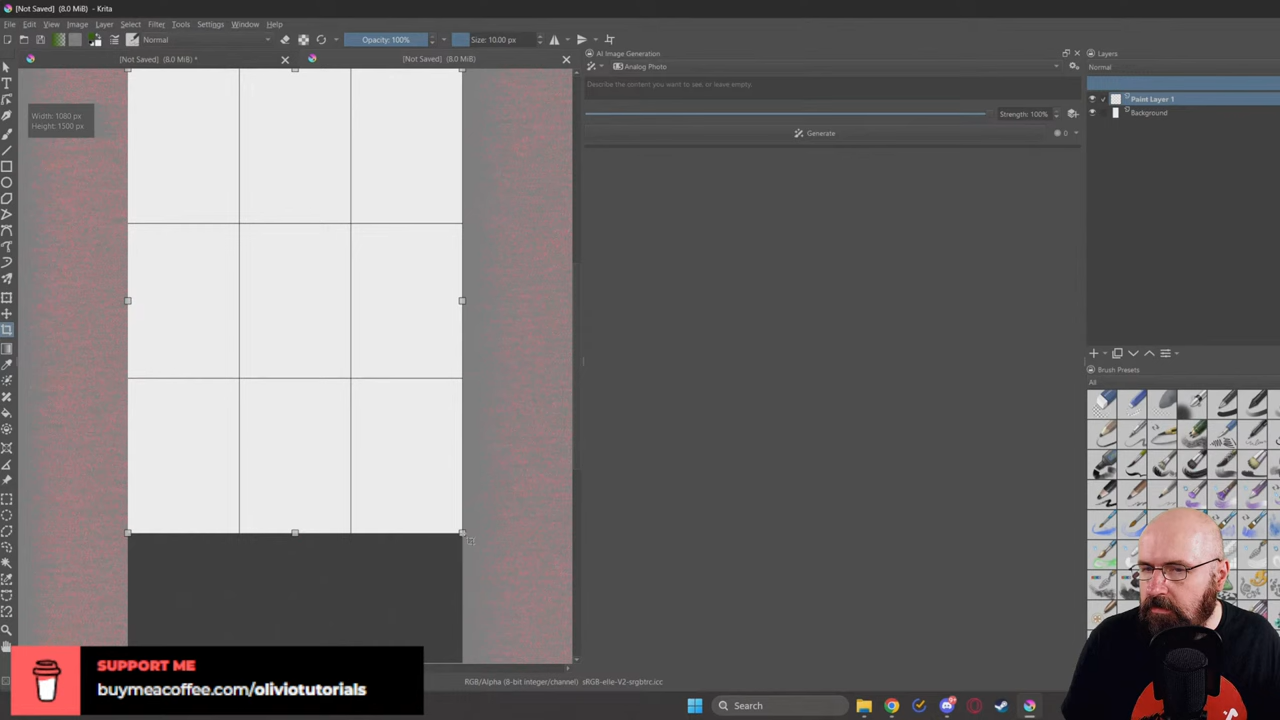 [Not Saved] (8.0 MiB) - Krita
File Edit View Image Layer Select Filter Tools Settings Window Help
Normal Opacity: 100% Size: 10.00 px
[Not Saved] (8.0 MiB) * [Not Saved] (8.0 MiB)
Width: 1080 px
Height: 1500 px
AI Image Generation
Analog Photo
Describe the content you want to see, or leave empty.
Strength: 100%
Generate 0
Layers
Normal
Paint Layer 1
Background
Brush Presets
All
SUPPORT ME
buymeacoffee.com/oliviotutorials
RGB/Alpha (8-bit integer/channel) sRGB-elle-V2-srgbtrc.icc
Search